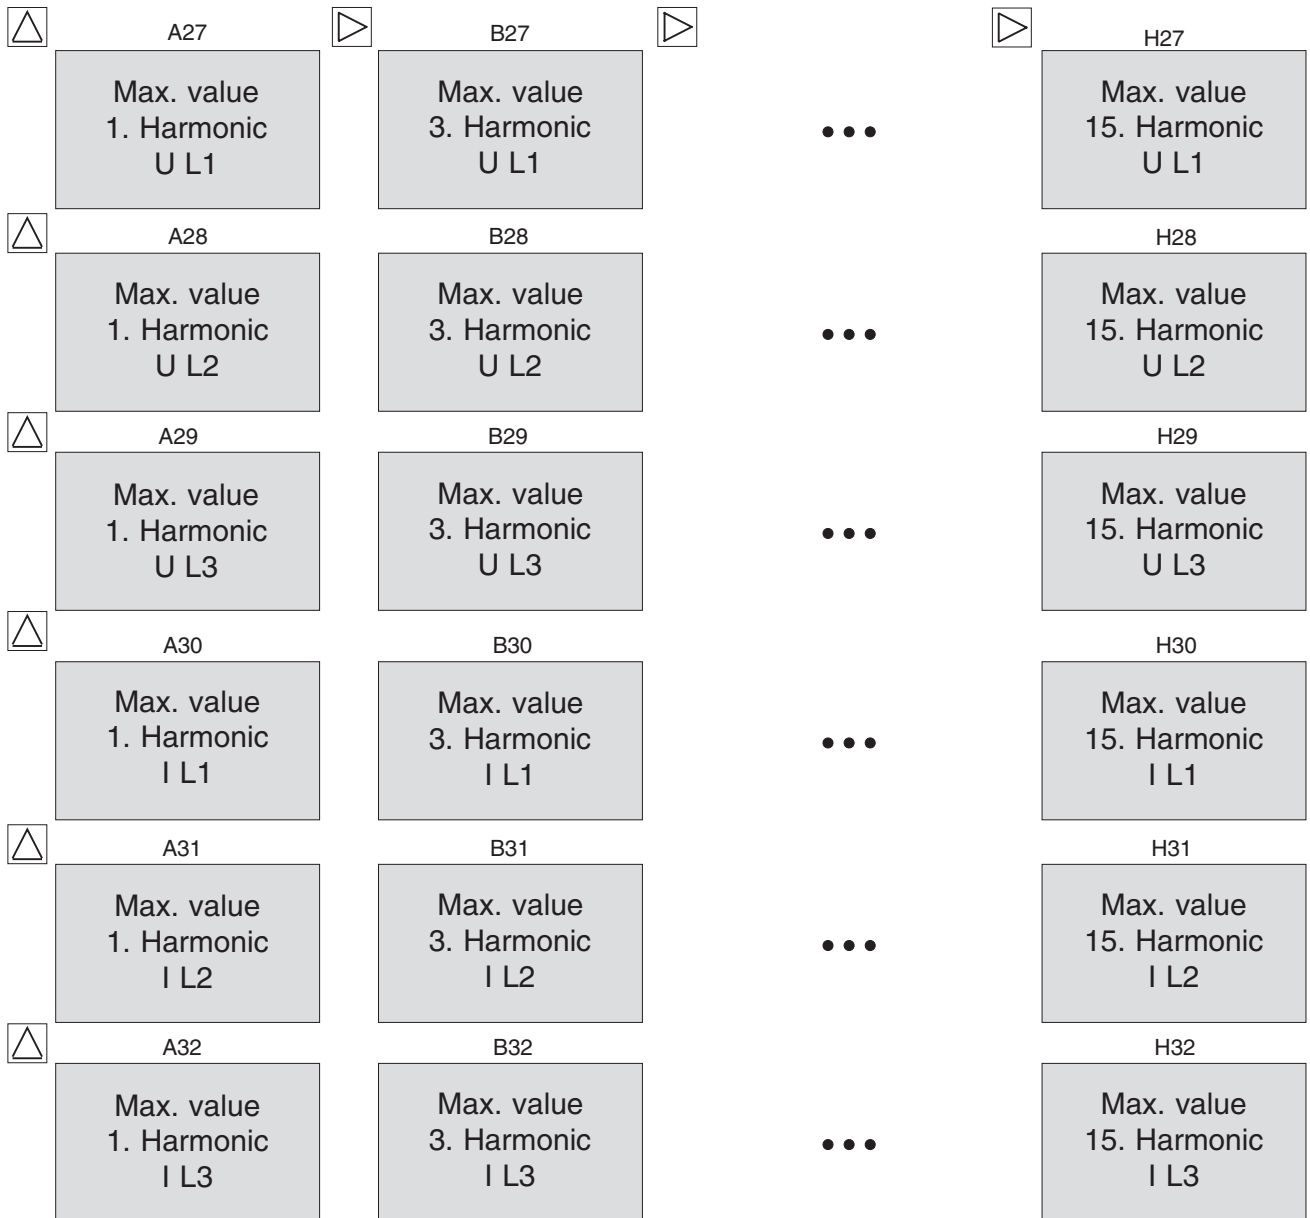 A27
B27
H27
Max. value
1. Harmonic
U L1
Max. value
3. Harmonic
U L1
•••
Max. value
15. Harmonic
U L1
A28
B28
H28
Max. value
1. Harmonic
U L2
Max. value
3. Harmonic
U L2
•••
Max. value
15. Harmonic
U L2
A29
B29
H29
Max. value
1. Harmonic
U L3
Max. value
3. Harmonic
U L3
•••
Max. value
15. Harmonic
U L3
A30
B30
H30
Max. value
1. Harmonic
I L1
Max. value
3. Harmonic
I L1
•••
Max. value
15. Harmonic
I L1
A31
B31
H31
Max. value
1. Harmonic
I L2
Max. value
3. Harmonic
I L2
•••
Max. value
15. Harmonic
I L2
A32
B32
H32
Max. value
1. Harmonic
I L3
Max. value
3. Harmonic
I L3
•••
Max. value
15. Harmonic
I L3